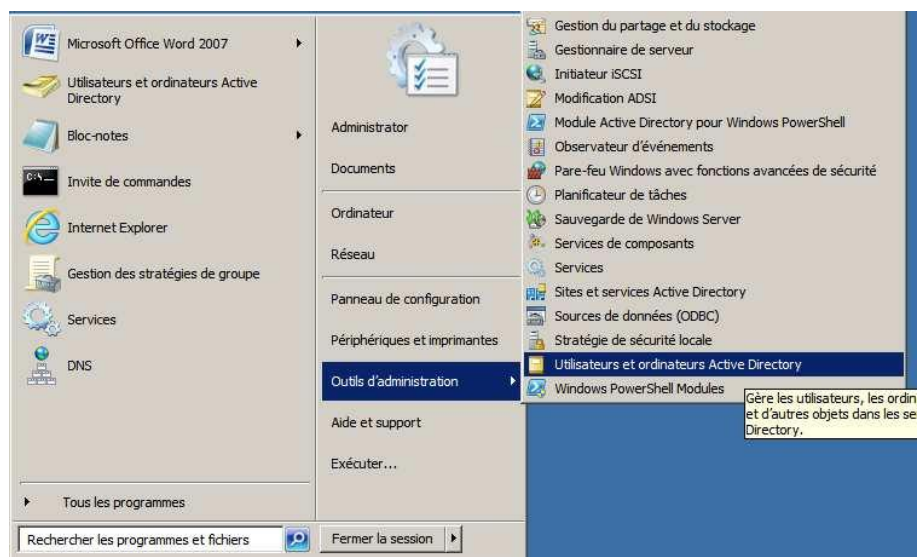 Microsoft Office Word 2007
Utilisateurs et ordinateurs Active
Directory
Bloc-notes
Invite de commandes
Internet Explorer
Gestion des stratégies de groupe
Services
DNS
Tous les programmes
Rechercher les programmes et fichiers
Administrator
Documents
Ordinateur
Réseau
Panneau de configuration
Périphériques et imprimantes
Outils d'administration
Aide et support
Exécuter...
Fermer la session
Gestion du partage et du stockage
Gestionnaire de serveur
Initiateur iSCSI
Modification ADSI
Module Active Directory pour Windows PowerShell
Observateur d'événements
Pare-feu Windows avec fonctions avancées de sécurité
Planificateur de tâches
Sauvegarde de Windows Server
Services de composants
Services
Sites et services Active Directory
Sources de données (ODBC)
Stratégie de sécurité locale
Utilisateurs et ordinateurs Active Directory
Windows PowerShell Modules
Gère les utilisateurs, les ordin
et d'autres objets dans les se
Directory.